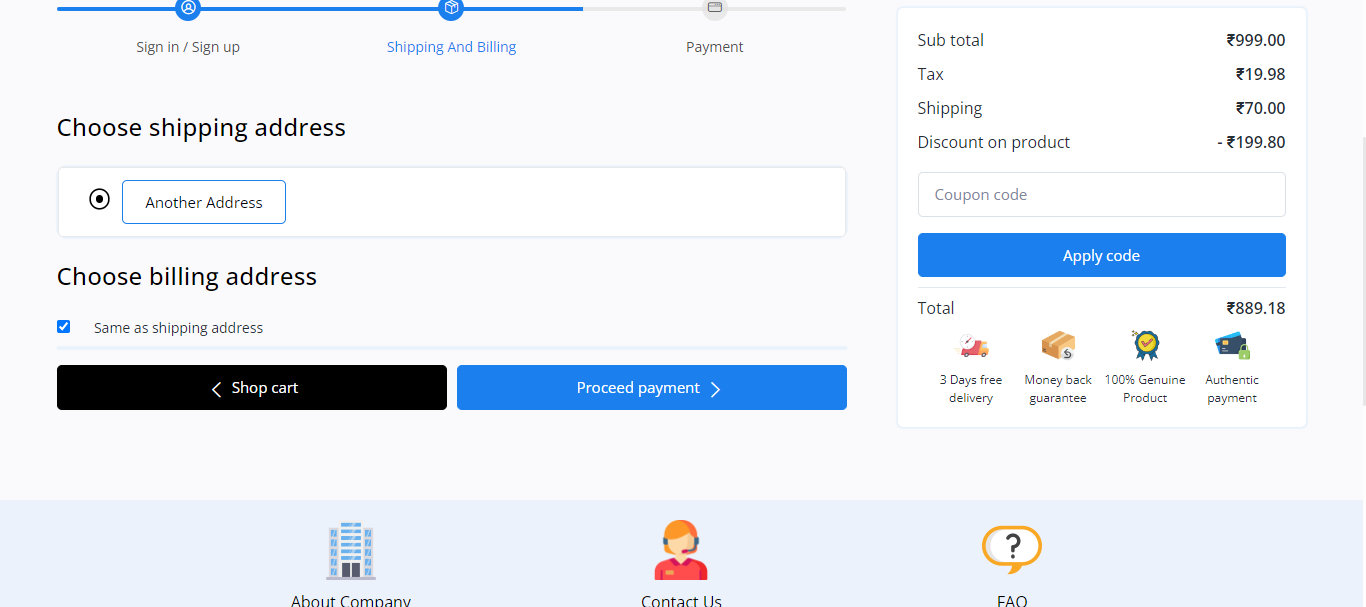 Sign in / Sign up
Shipping And Billing
Payment
Choose shipping address
Another Address
Choose billing address
Same as shipping address
Shop cart
Proceed payment
Sub total ₹999.00
Tax ₹19.98
Shipping ₹70.00
Discount on product - ₹199.80
Coupon code
Apply code
Total ₹889.18
3 Days free
delivery
Money back
guarantee
100% Genuine
Product
Authentic
payment
?
About Company
Contact Us
FAQ